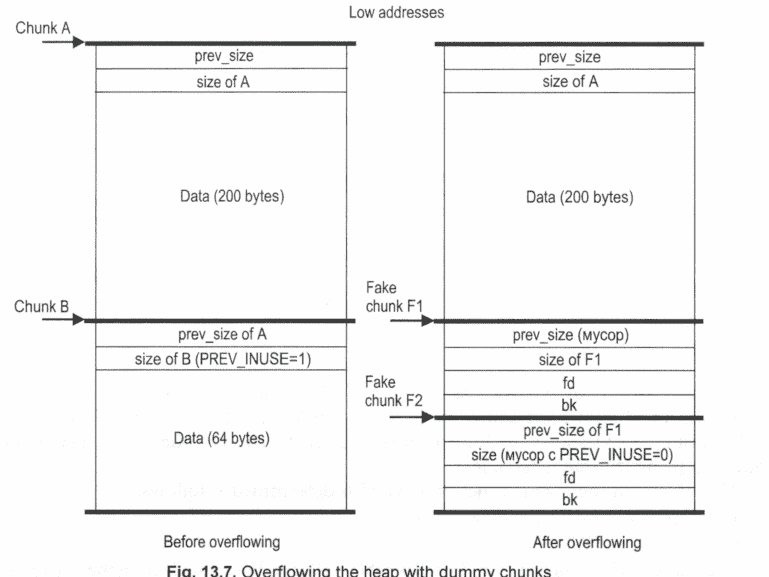 Low addresses
Chunk A
prev_size
size of A
Data (200 bytes)
Chunk B
prev_size of A
size of B (PREV_INUSE=1)
Data (64 bytes)
Before overflowing
prev_size
size of A
Data (200 bytes)
Fake
chunk F1
prev_size (мусор)
size of F1
fd
bk
Fake
chunk F2
prev_size of F1
size (мусор с PREV_INUSE=0)
fd
bk
After overflowing
Fig. 13.7. Overflowing the heap with dummy chunks